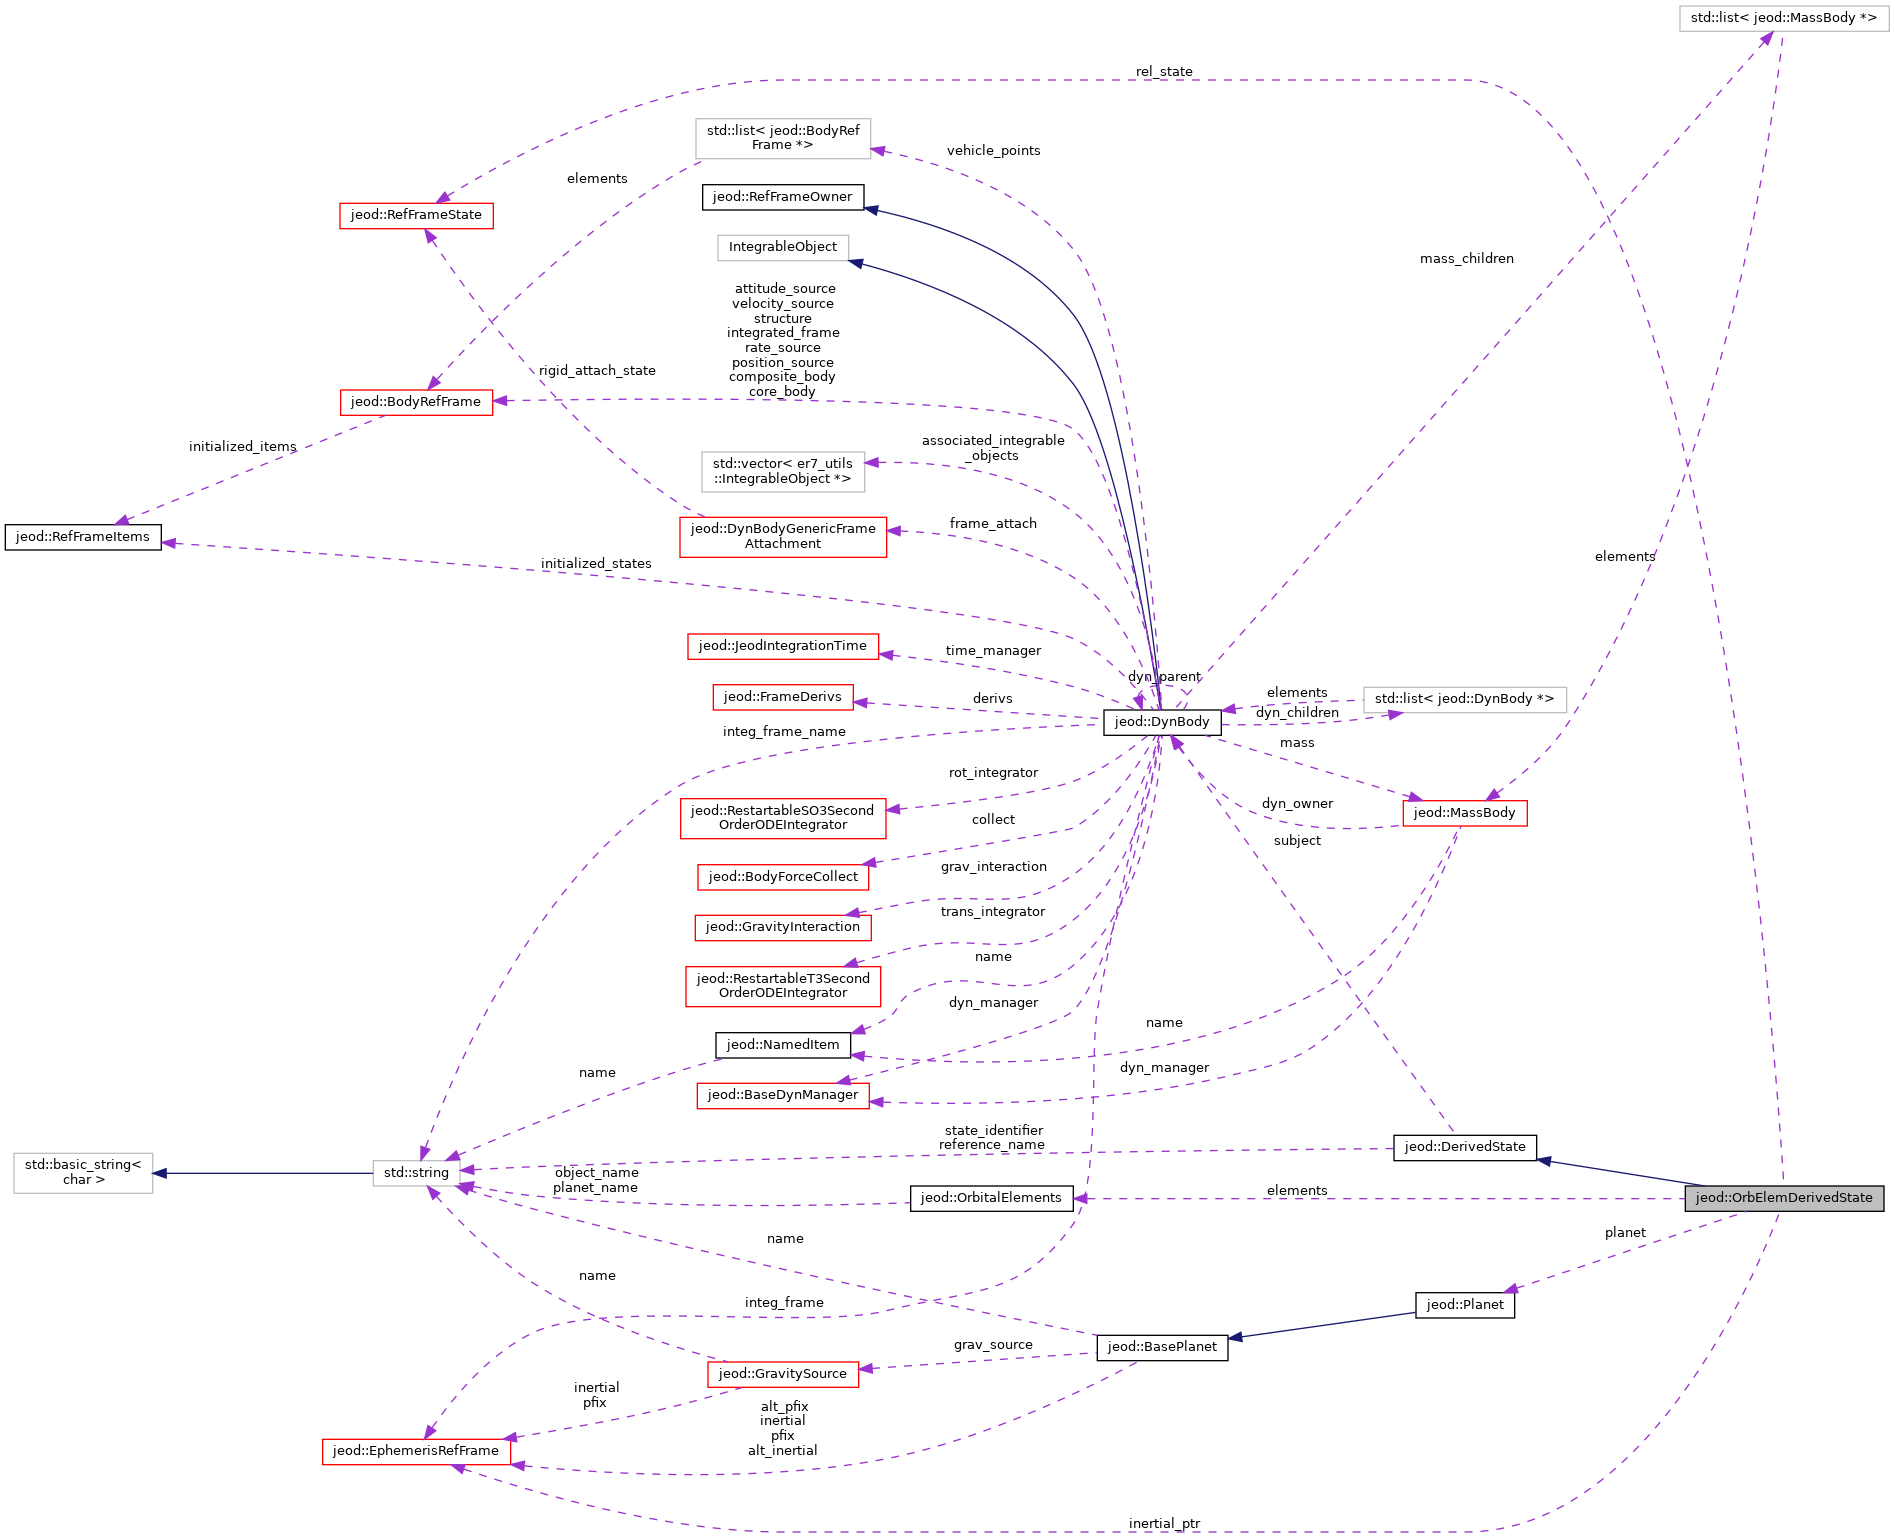 std::list< jeod::MassBody *>
rel_state
std::list< jeod::BodyRef
Frame *>
vehicle_points
elements
jeod::RefFrameOwner
jeod::RefFrameState
IntegrableObject
mass_children
attitude_source
velocity_source
structure
integrated_frame
rate_source
position_source
composite_body
core_body
rigid_attach_state
jeod::BodyRefFrame
initialized_items
associated_integrable
_objects
std::vector< er7_utils
::IntegrableObject *>
frame_attach
jeod::DynBodyGenericFrame
Attachment
jeod::RefFrameItems
elements
initialized_states
jeod::JeodIntegrationTime
time_manager
dyn_parent
jeod::FrameDerivs
derivs
elements
std::list< jeod::DynBody *>
dyn_children
jeod::DynBody
integ_frame_name
mass
rot_integrator
jeod::RestartableSO3Second
OrderODEIntegrator
dyn_owner
jeod::MassBody
collect
subject
jeod::BodyForceCollect
grav_interaction
trans_integrator
jeod::GravityInteraction
name
jeod::RestartableT3Second
OrderODEIntegrator
dyn_manager
name
jeod::NamedItem
name
dyn_manager
jeod::BaseDynManager
state_identifier
reference_name
jeod::DerivedState
std::basic_string<
char >
std::string
object_name
planet_name
jeod::OrbitalElements
elements
jeod::OrbElemDerivedState
name
planet
name
integ_frame
jeod::Planet
grav_source
jeod::BasePlanet
jeod::GravitySource
inertial
pfix
alt_pfix
inertial
pfix
alt_inertial
jeod::EphemerisRefFrame
inertial_ptr